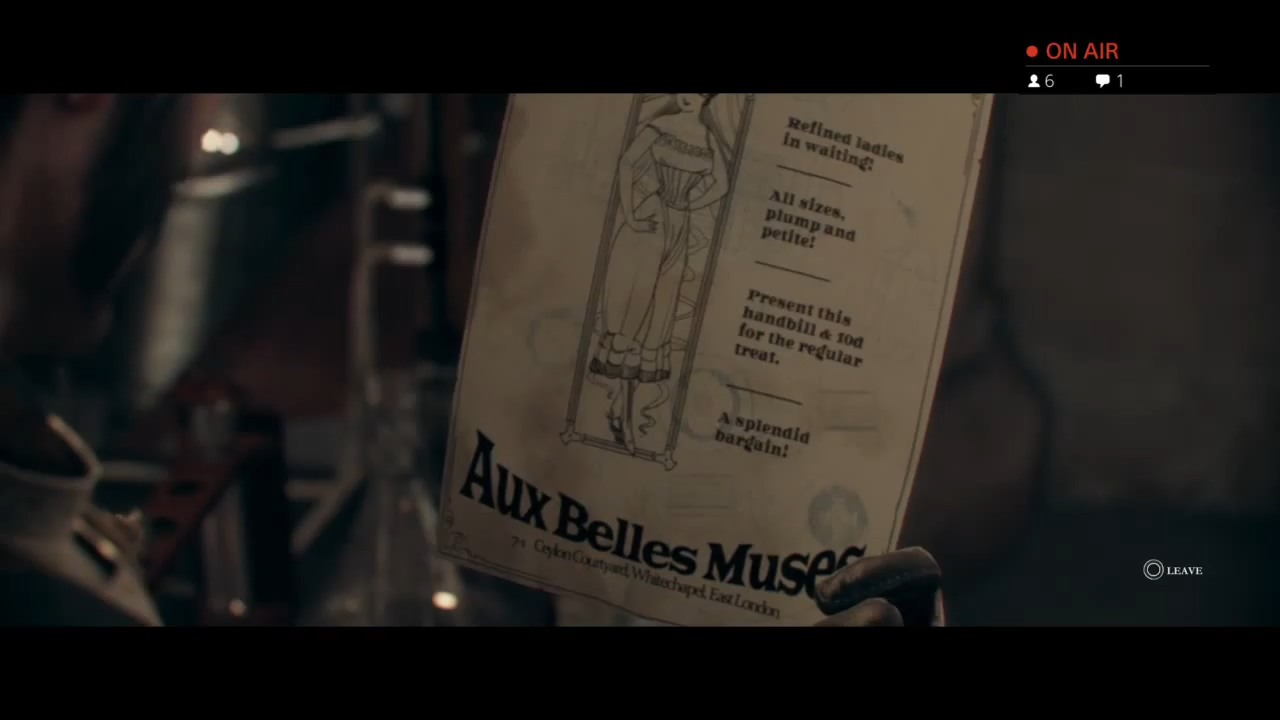 ON AIR
6 1
Refined ladies
in waiting!
All sizes,
plump and
petite!
Present this
handbill & 10d
for the regular
treat.
A splendid
bargain!
Aux Belles Muses
74 Ceylon Courtyard, Whitechapel, East London
LEAVE